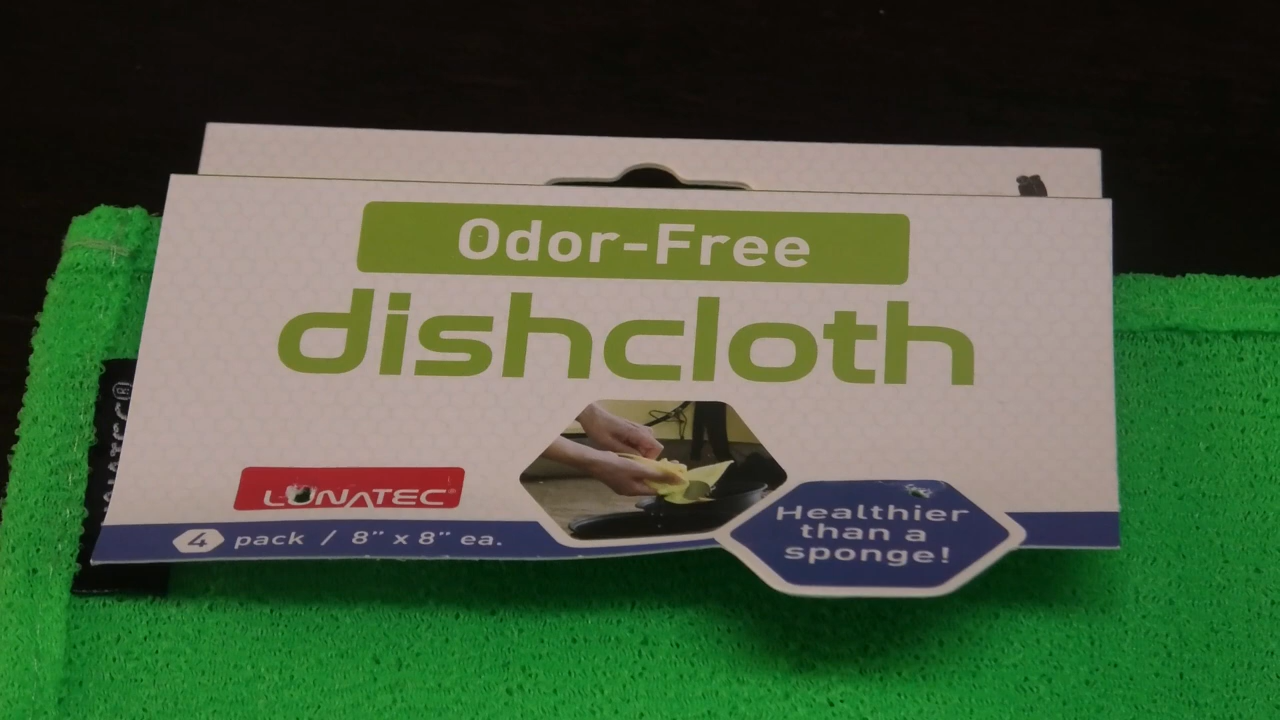 Odor-Free
dishcloth
LUNATEC®
4 pack / 8" x 8" ea.
Healthier
than a
sponge!